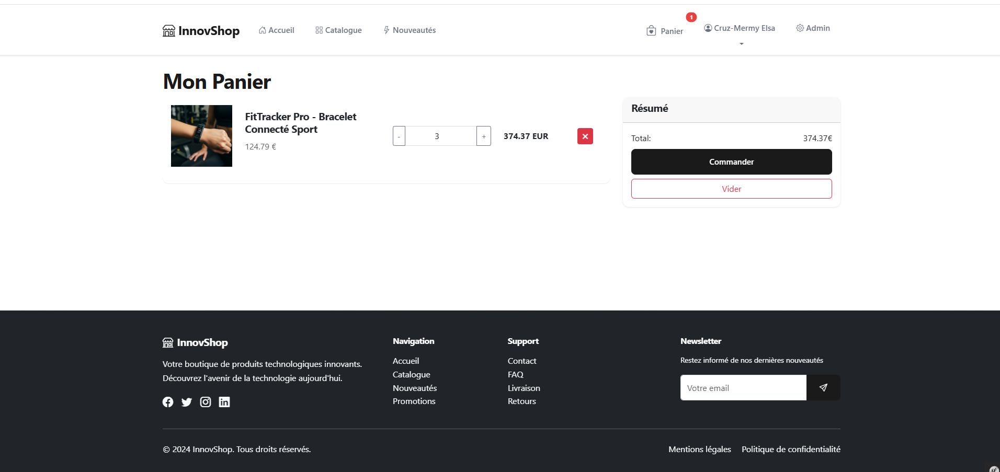 InnovShop
Accueil
Catalogue
Nouveautés
Panier
1
Cruz-Mermy Elsa
Admin
Mon Panier
FitTracker Pro - Bracelet
Connecté Sport
124.79 €
- 3 +
374.37 EUR
Résumé
Total: 374.37€
Commander
Vider
InnovShop
Votre boutique de produits technologiques innovants.
Découvrez l'avenir de la technologie aujourd'hui.
Navigation
Accueil
Catalogue
Nouveautés
Promotions
Support
Contact
FAQ
Livraison
Retours
Newsletter
Restez informé de nos dernières nouveautés
Votre email
© 2024 InnovShop. Tous droits réservés.
Mentions légales
Politique de confidentialité